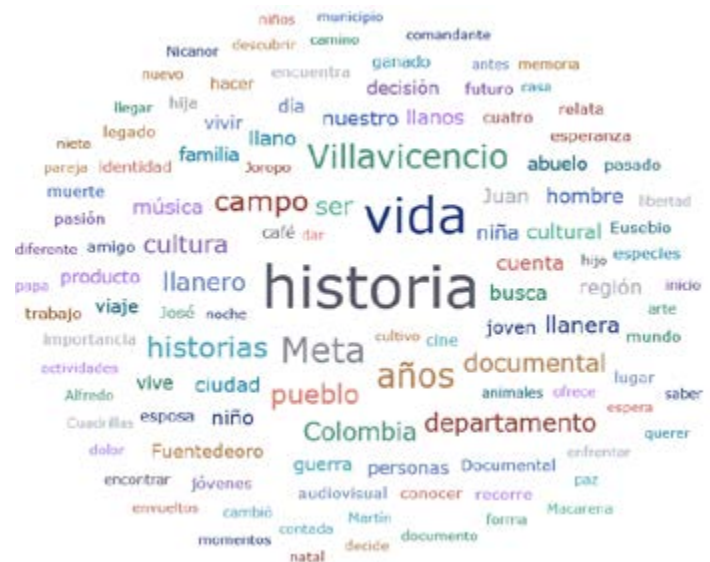 niños municipio
Nicanor descubrir camino comandante
nuevo hacer encuentra ganado antes memoria
llegar hija día decisión futuro casa
nieta legado vivir llano nuestro llanos cuatro relata
pareja identidad familia Joropo Villavicencio esperanza
muerte abuelo pasado
pasión música campo ser vida Juan hombre libertad
diferente amigo cultura café dar niña cultural Eusebio
papa producto llanero historia cuenta hijo especies
trabajo viaje José noche busca región inicio
importancia historias Meta cultivo cine joven llanera arte
actividades años documental mundo
Alfredo vive ciudad pueblo animales ofrece lugar saber
Cuadrillas esposa niño Colombia departamento espera
dolor Fuentedeoro querer
encontrar jóvenes guerra personas Documental enfrentar
envueltos audiovisual conocer recorre paz
cambió contada Martín forma Macarena
momentos natal decide documento